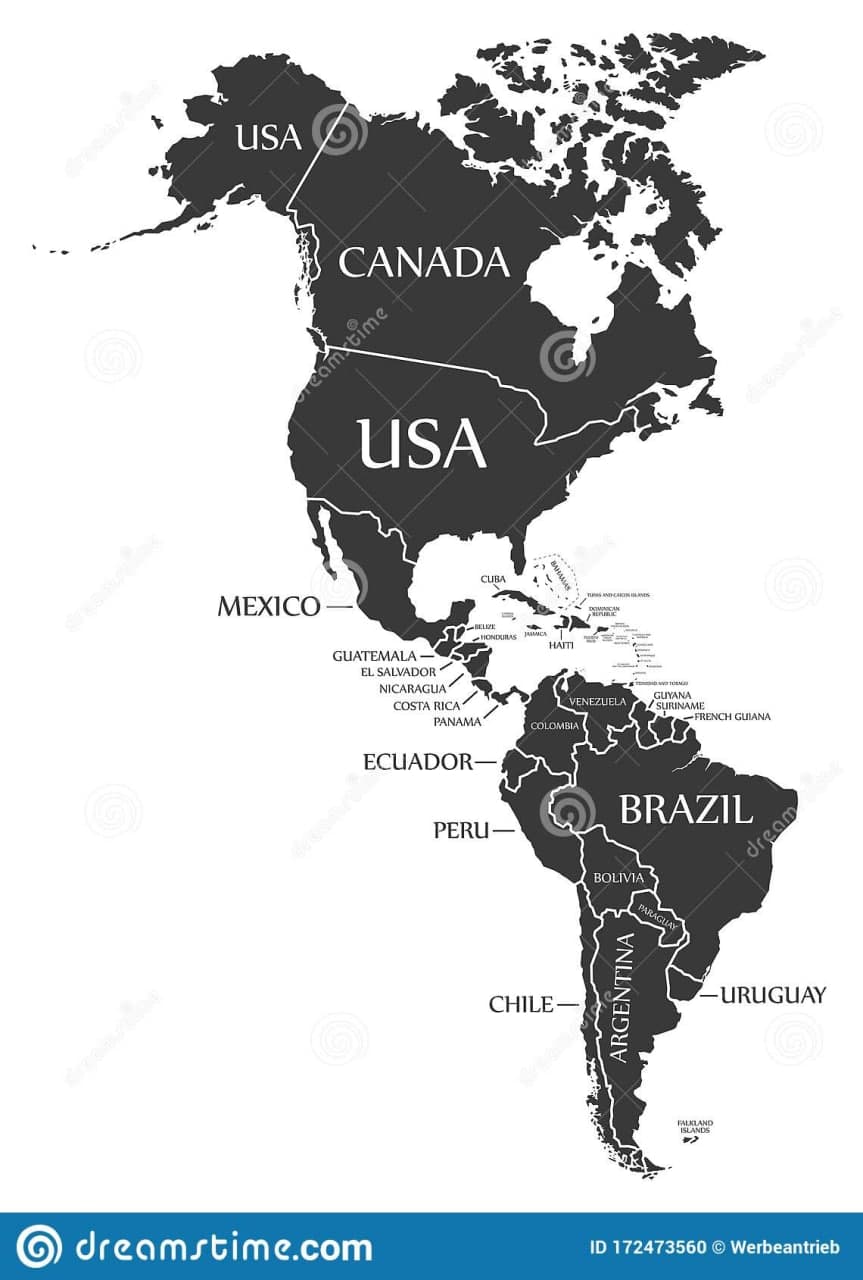 USA
CANADA
USA
MEXICO
CUBA
BAHAMAS
TURKS AND CAICOS ISLANDS
DOMINICAN
REPUBLIC
JAMAICA
HAITI
BELIZE
HONDURAS
GUATEMALA
EL SALVADOR
NICARAGUA
COSTA RICA
PANAMA
TRINIDAD AND TOBAGO
VENEZUELA
GUYANA
SURINAME
FRENCH GUIANA
COLOMBIA
ECUADOR
BRAZIL
PERU
BOLIVIA
PARAGUAY
CHILE
ARGENTINA
URUGUAY
FALKLAND
ISLANDS
dreamstime
dreamstime.com
ID 172473560 © Werbeantrieb